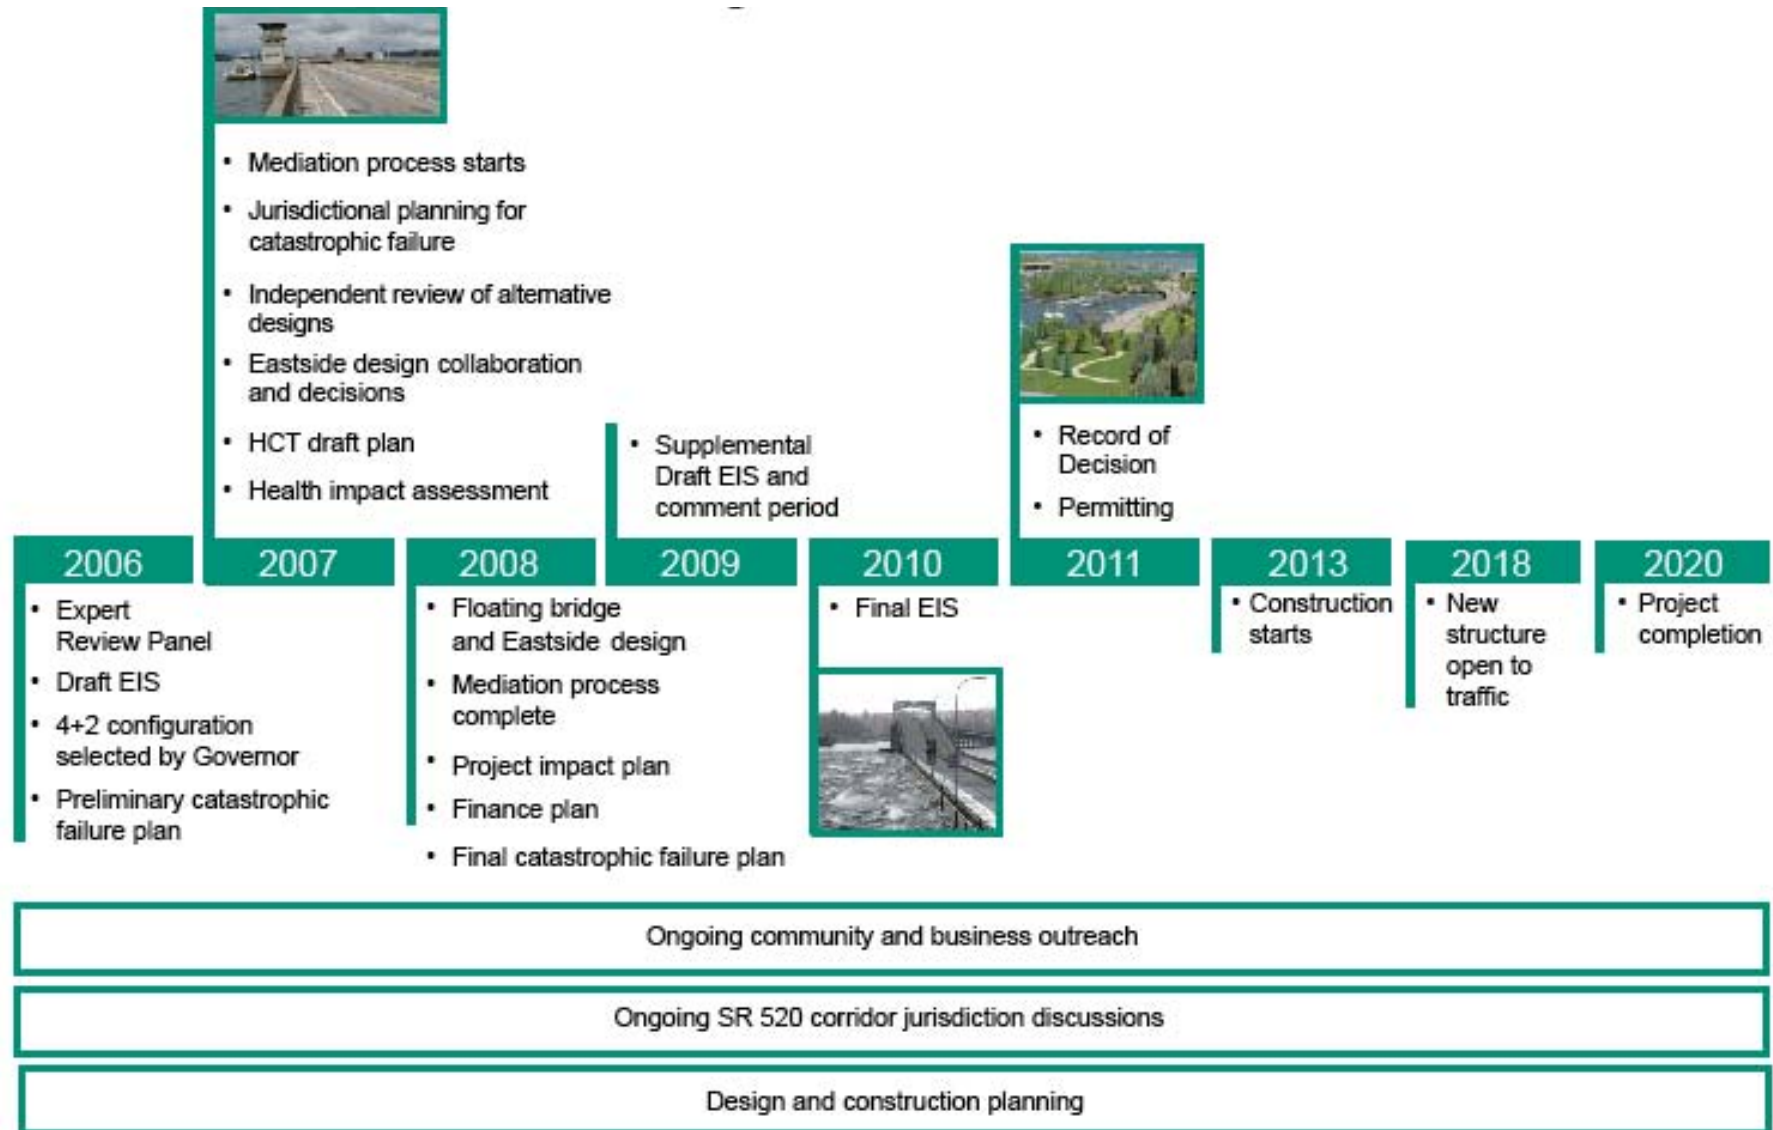 • Mediation process starts
• Jurisdictional planning for
catastrophic failure
• Independent review of alternative
designs
• Eastside design collaboration
and decisions
• HCT draft plan
• Health impact assessment
• Supplemental
Draft EIS and
comment period
• Record of
Decision
• Permitting
2006 2007 2008 2009 2010 2011 2013 2018 2020
• Expert
Review Panel
• Draft EIS
• 4+2 configuration
selected by Governor
• Preliminary catastrophic
failure plan
• Floating bridge
and Eastside design
• Mediation process
complete
• Project impact plan
• Finance plan
• Final catastrophic failure plan
• Final EIS
• Construction
starts
• New
structure
open to
traffic
• Project
completion
Ongoing community and business outreach
Ongoing SR 520 corridor jurisdiction discussions
Design and construction planning